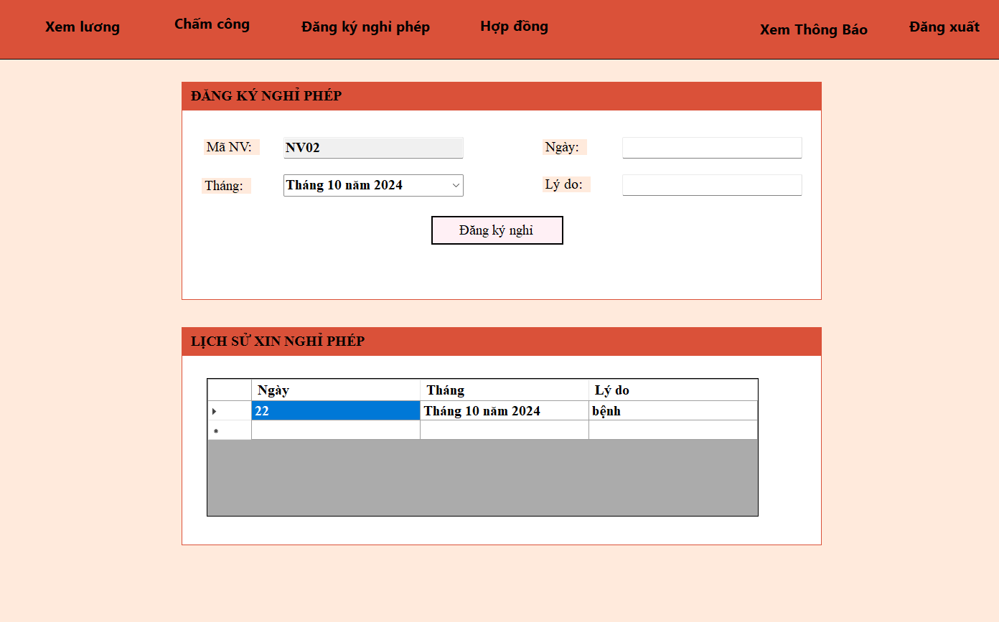 Xem lương Chấm công Đăng ký nghỉ phép Hợp đồng Xem Thông Báo Đăng xuất
ĐĂNG KÝ NGHỈ PHÉP
Mã NV: NV02 Ngày:
Tháng: Tháng 10 năm 2024 Lý do:
Đăng ký nghỉ
LỊCH SỬ XIN NGHỈ PHÉP
Ngày Tháng Lý do
22 Tháng 10 năm 2024 bệnh